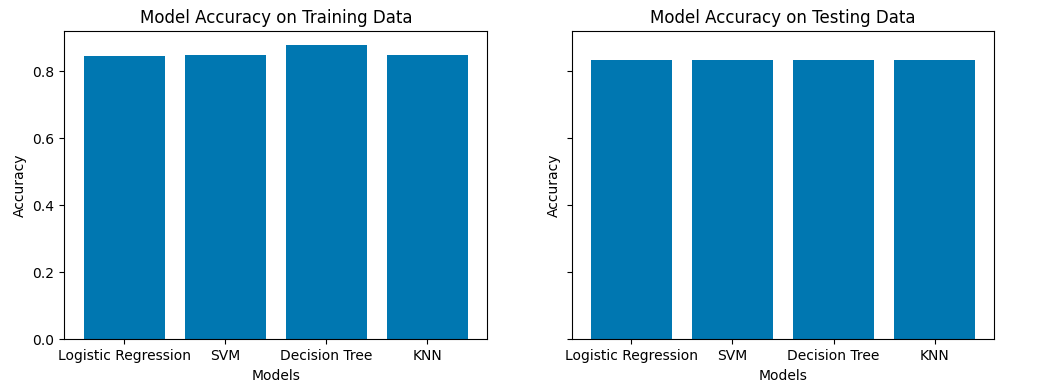 Model Accuracy on Training Data
Accuracy
0.8
0.6
0.4
0.2
0.0
Logistic Regression SVM Decision Tree KNN
Models
Model Accuracy on Testing Data
Accuracy
Logistic Regression SVM Decision Tree KNN
Models